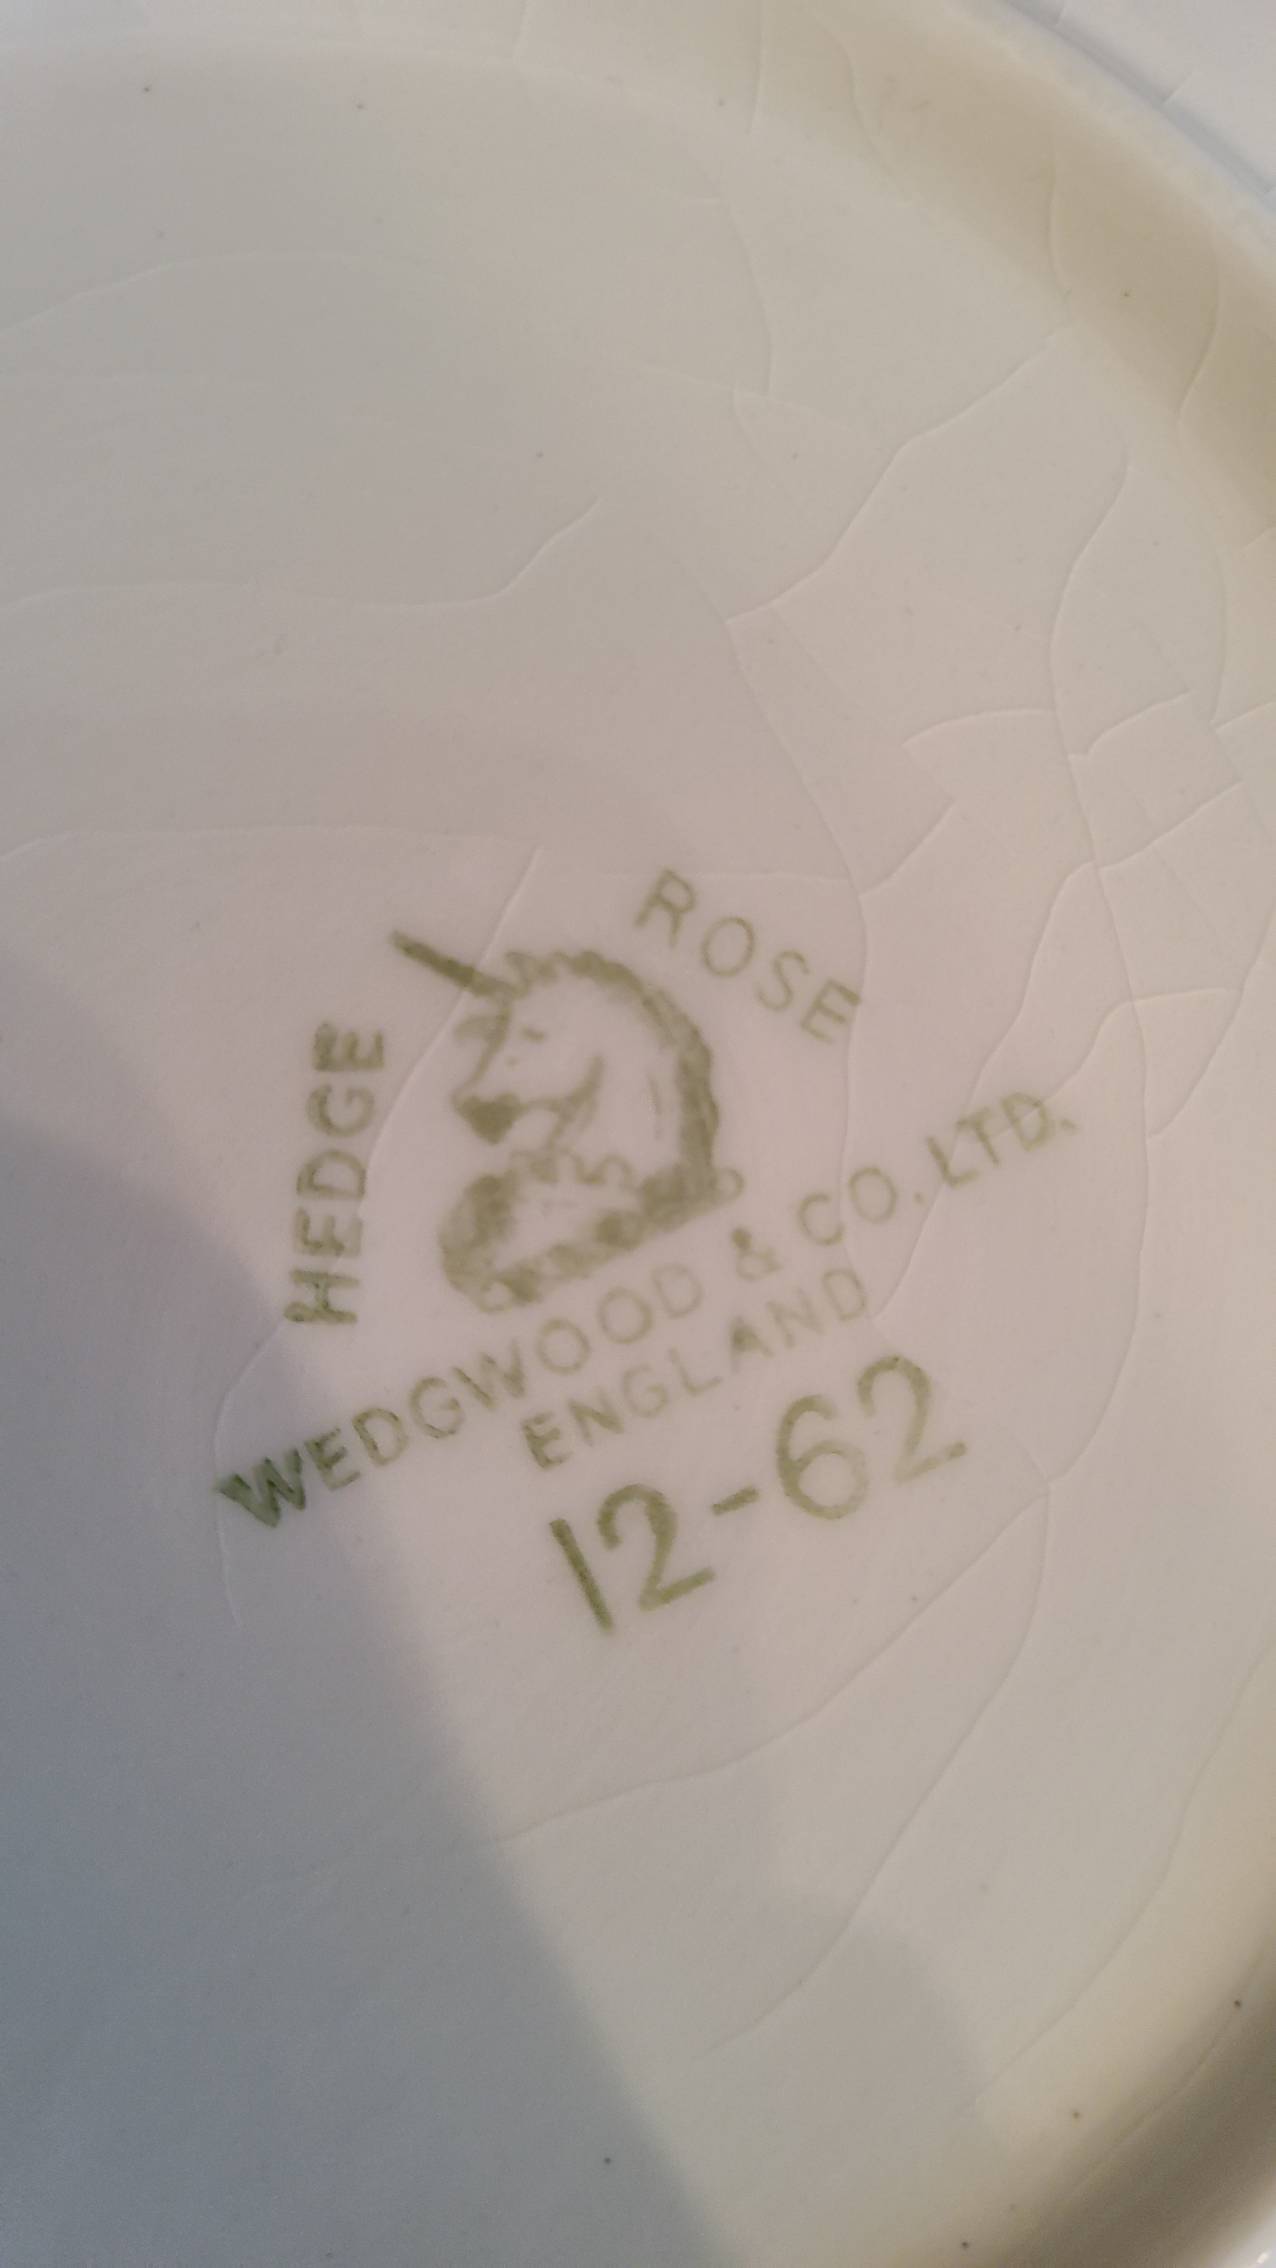 HEDGE ROSE
WEDGWOOD & CO. LTD.
ENGLAND
12-62